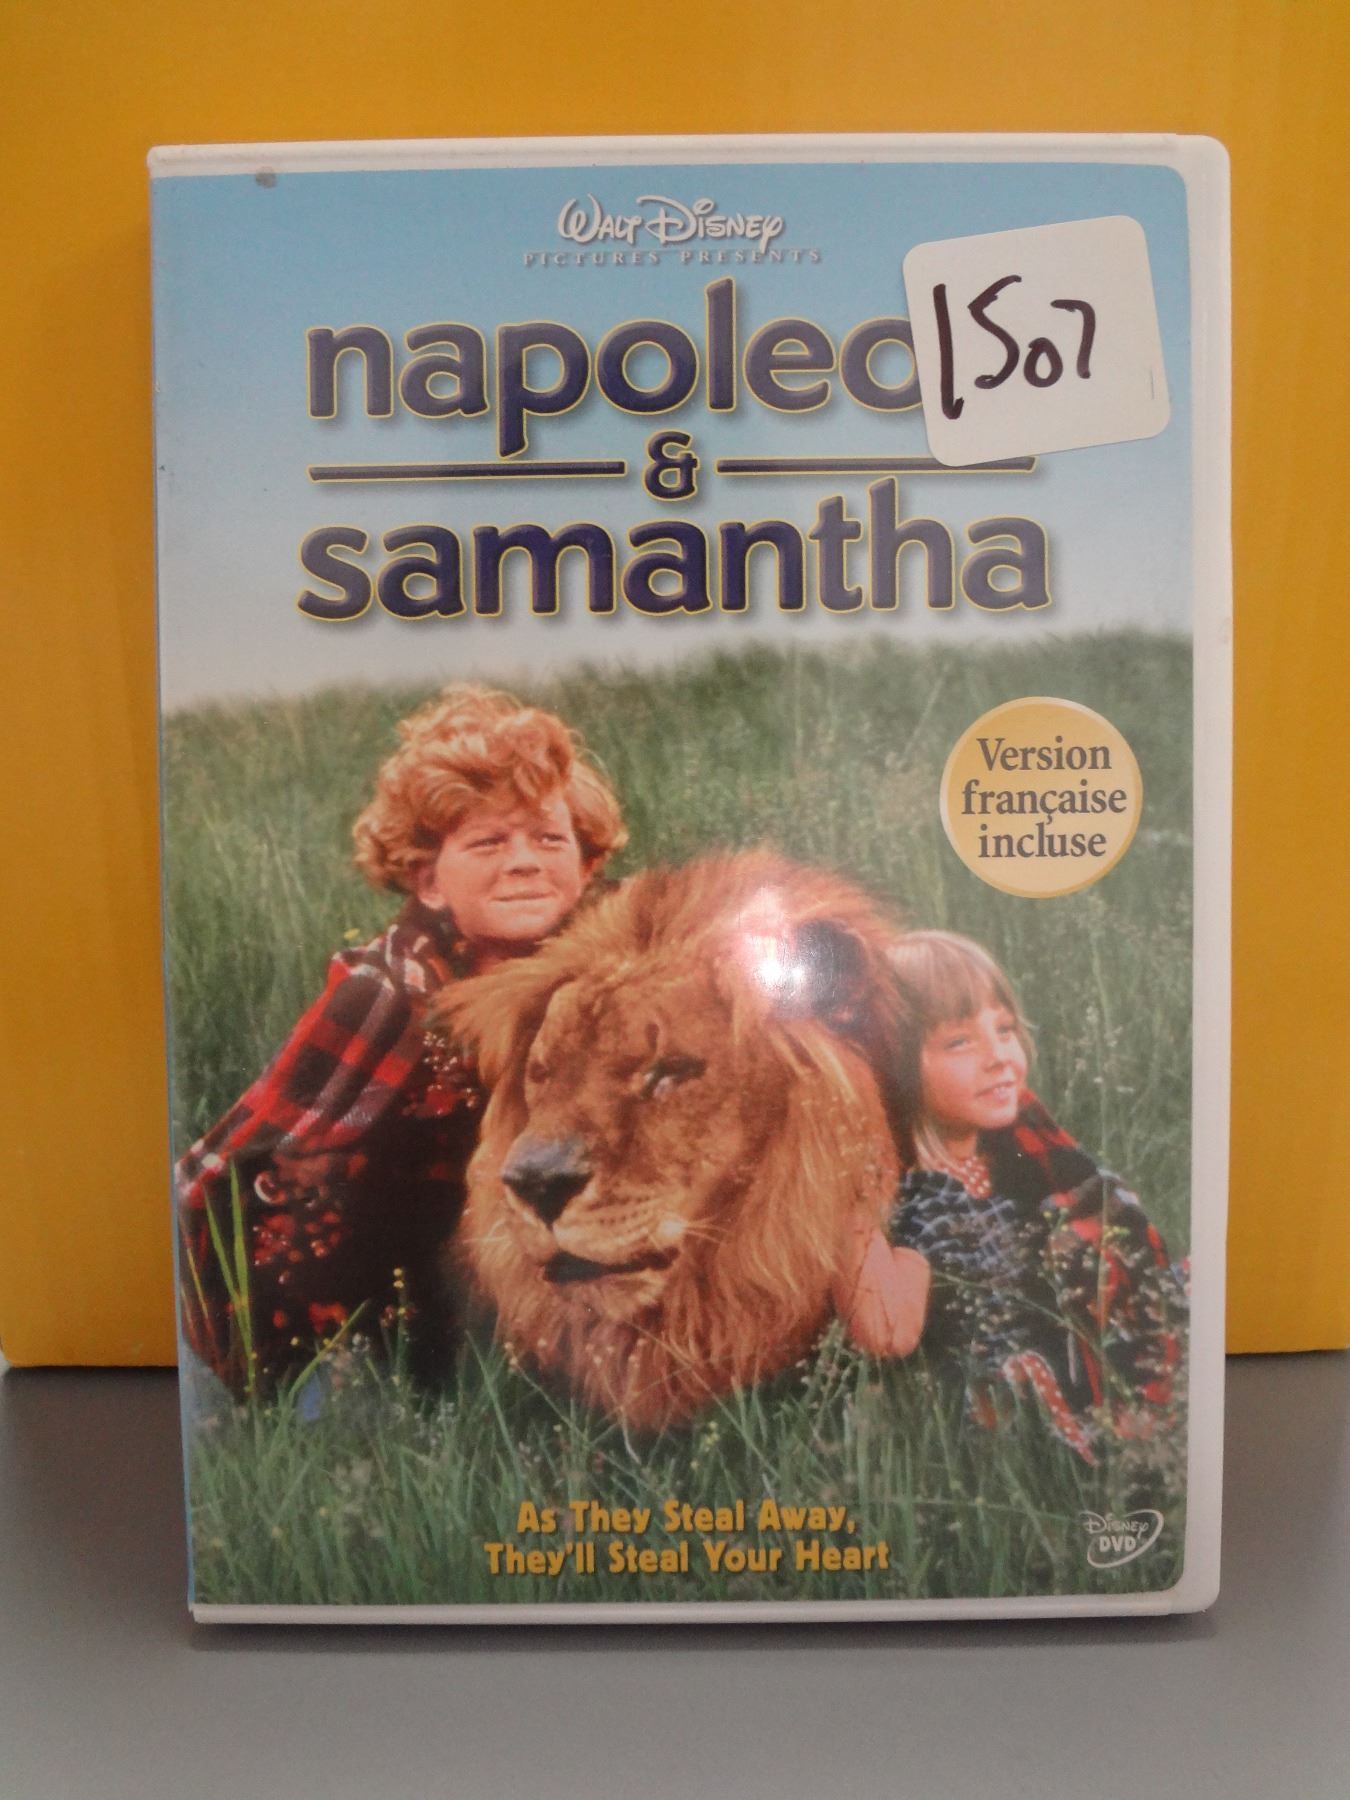 Walt Disney
PICTURES PRESENTS
napoleo
1507
&
samantha
Version
française
incluse
As They Steal Away,
They'll Steal Your Heart
Disney
DVD